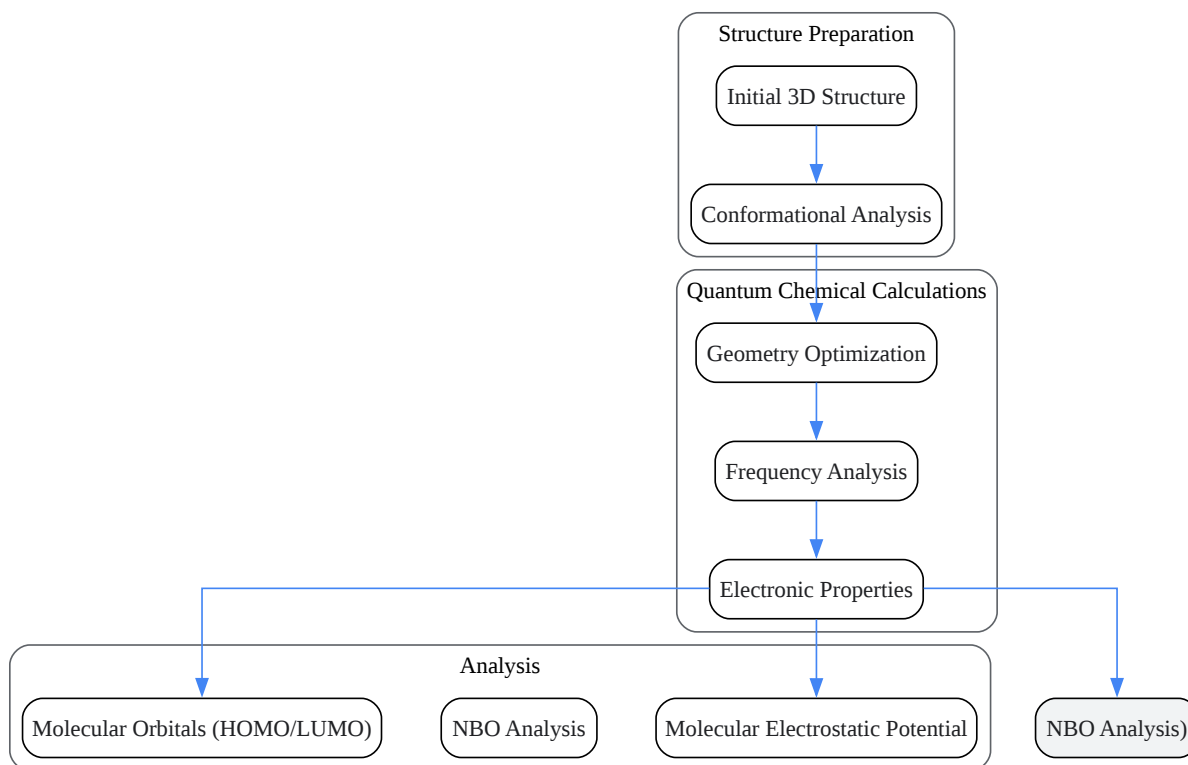 Structure Preparation
Initial 3D Structure
Conformational Analysis
Quantum Chemical Calculations
Geometry Optimization
Frequency Analysis
Electronic Properties
Analysis
Molecular Orbitals (HOMO/LUMO)
NBO Analysis
Molecular Electrostatic Potential
NBO Analysis)